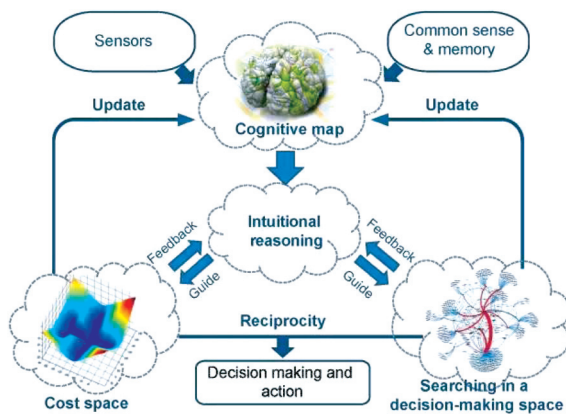 Sensors
Common sense
& memory
Update
Update
Cognitive map
Intuitional
reasoning
Feedback
Guide
Feedback
Guide
Reciprocity
Decision making and
action
Cost space
Searching in a
decision-making space